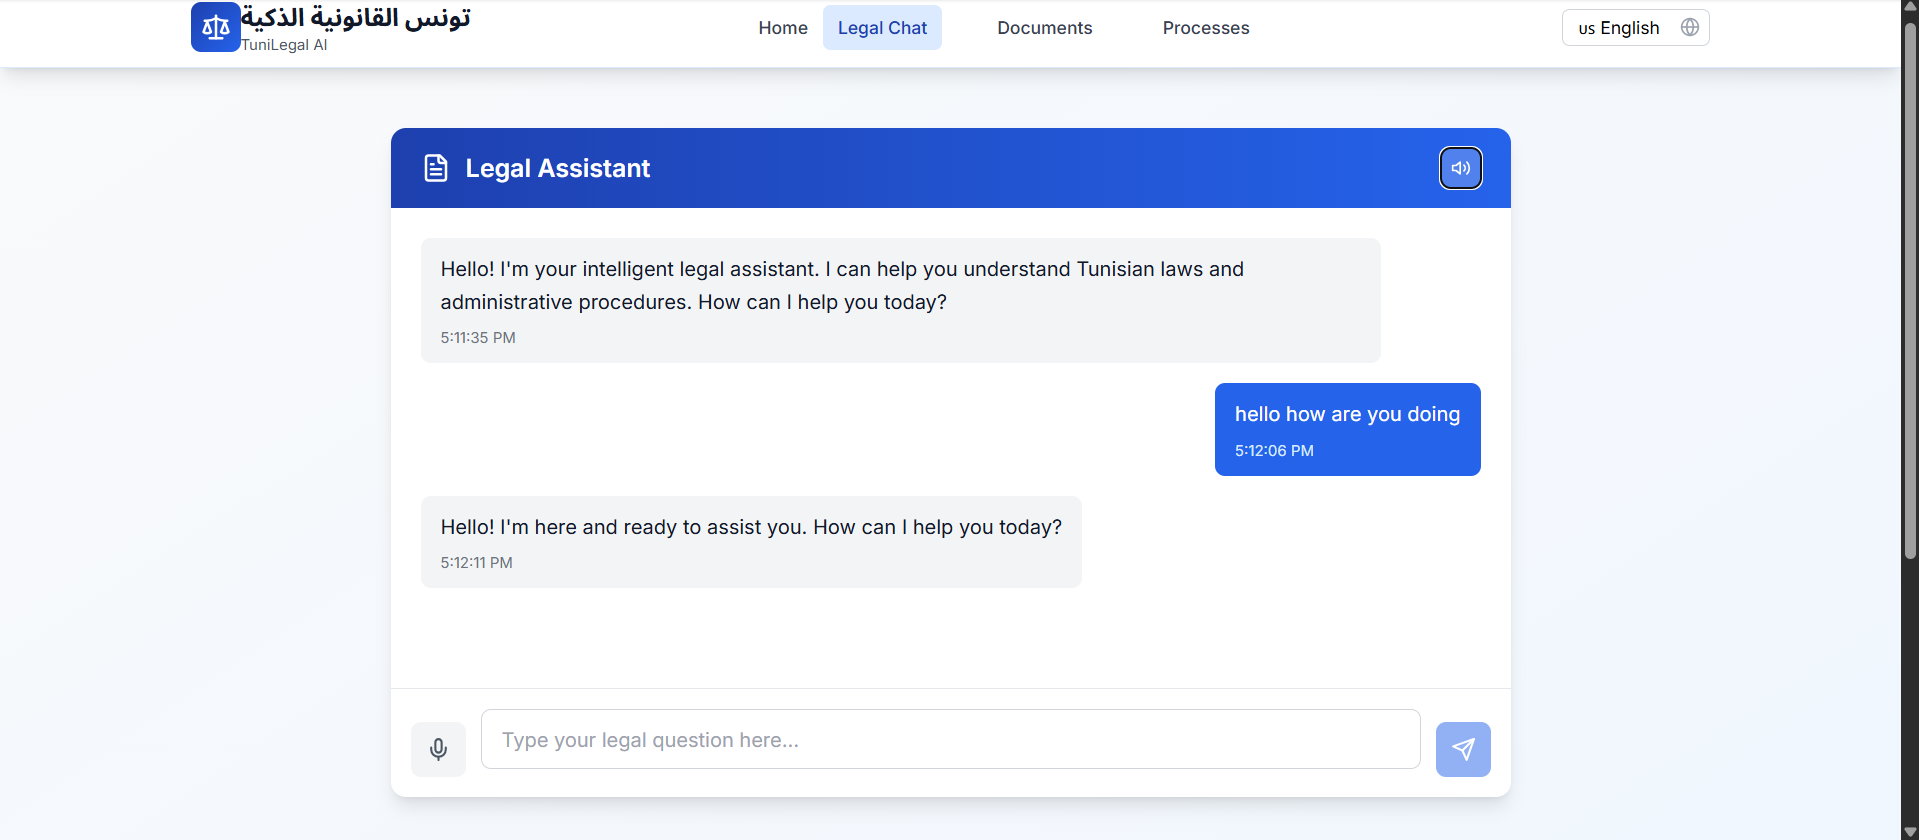 تونس القانونية الذكية
TuniLegal AI
Home
Legal Chat
Documents
Processes
us English
Legal Assistant
Hello! I'm your intelligent legal assistant. I can help you understand Tunisian laws and
administrative procedures. How can I help you today?
5:11:35 PM
hello how are you doing
5:12:06 PM
Hello! I'm here and ready to assist you. How can I help you today?
5:12:11 PM
Type your legal question here...